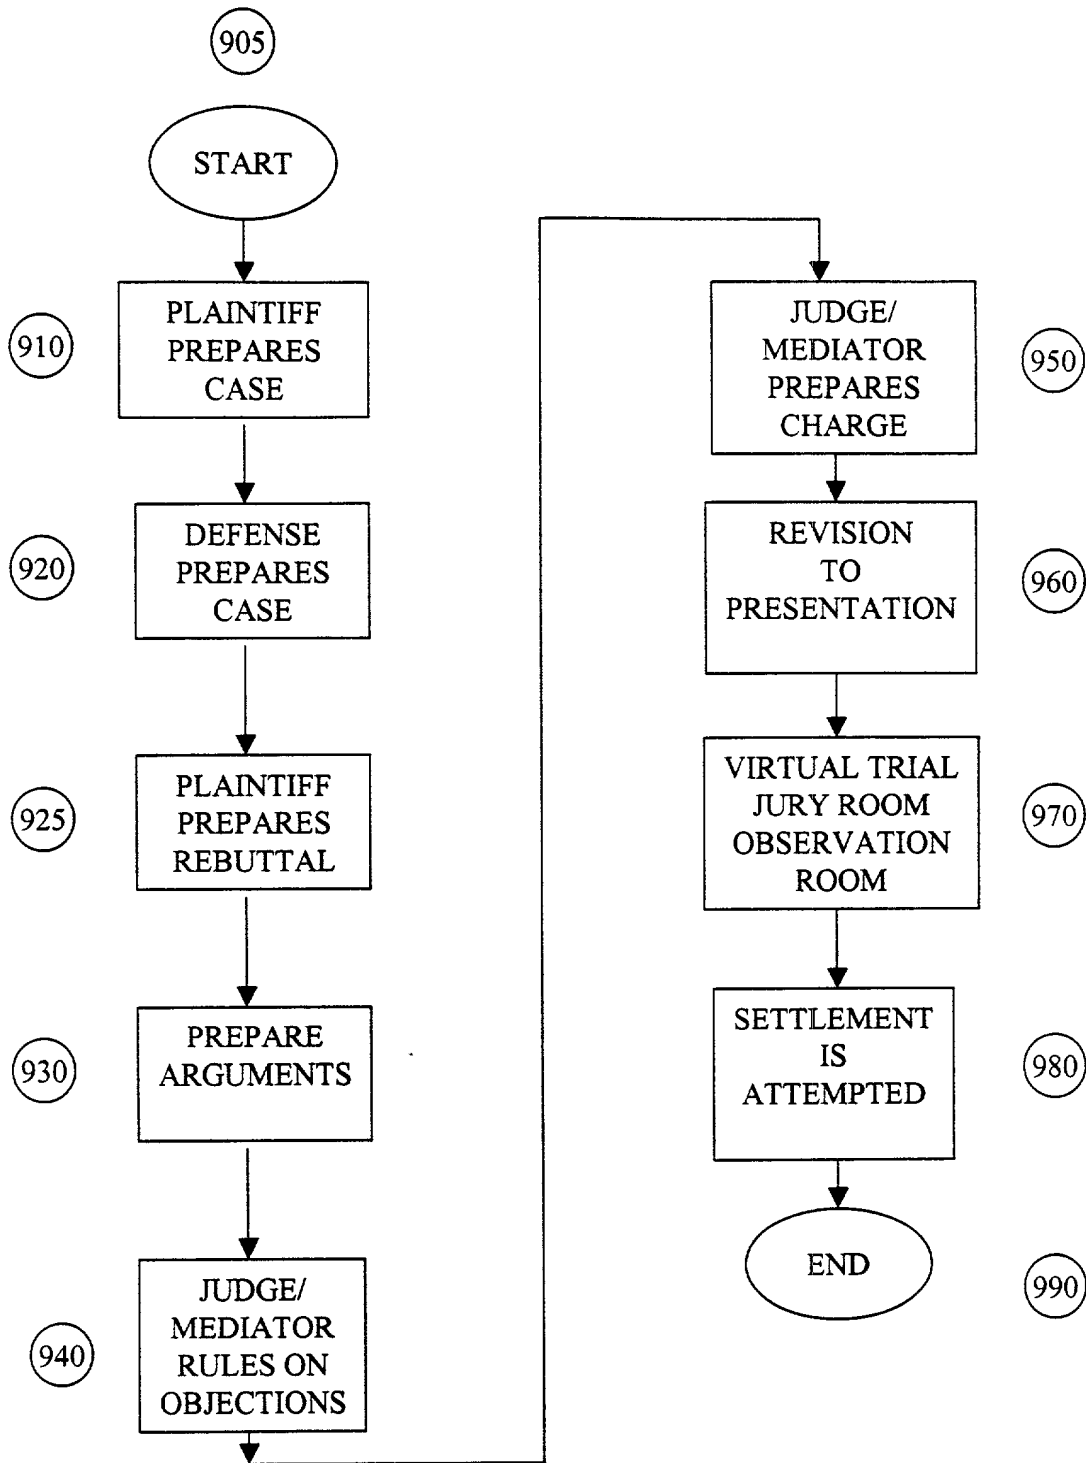 905
START
910
PLAINTIFF
PREPARES
CASE
920
DEFENSE
PREPARES
CASE
925
PLAINTIFF
PREPARES
REBUTTAL
930
PREPARE
ARGUMENTS
940
JUDGE/
MEDIATOR
RULES ON
OBJECTIONS
JUDGE/
MEDIATOR
PREPARES
CHARGE
950
REVISION
TO
PRESENTATION
960
VIRTUAL TRIAL
JURY ROOM
OBSERVATION
ROOM
970
SETTLEMENT
IS
ATTEMPTED
980
END
990